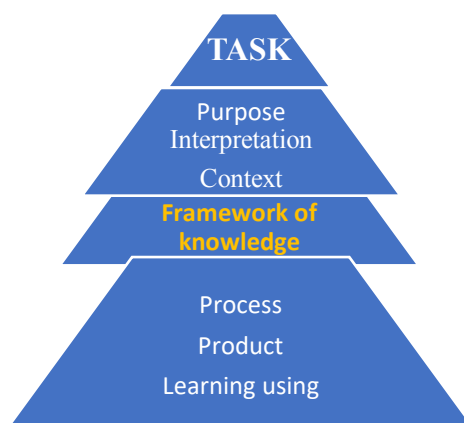 TASK
Purpose
Interpretation
Context
Framework of
knowledge
Process
Product
Learning using